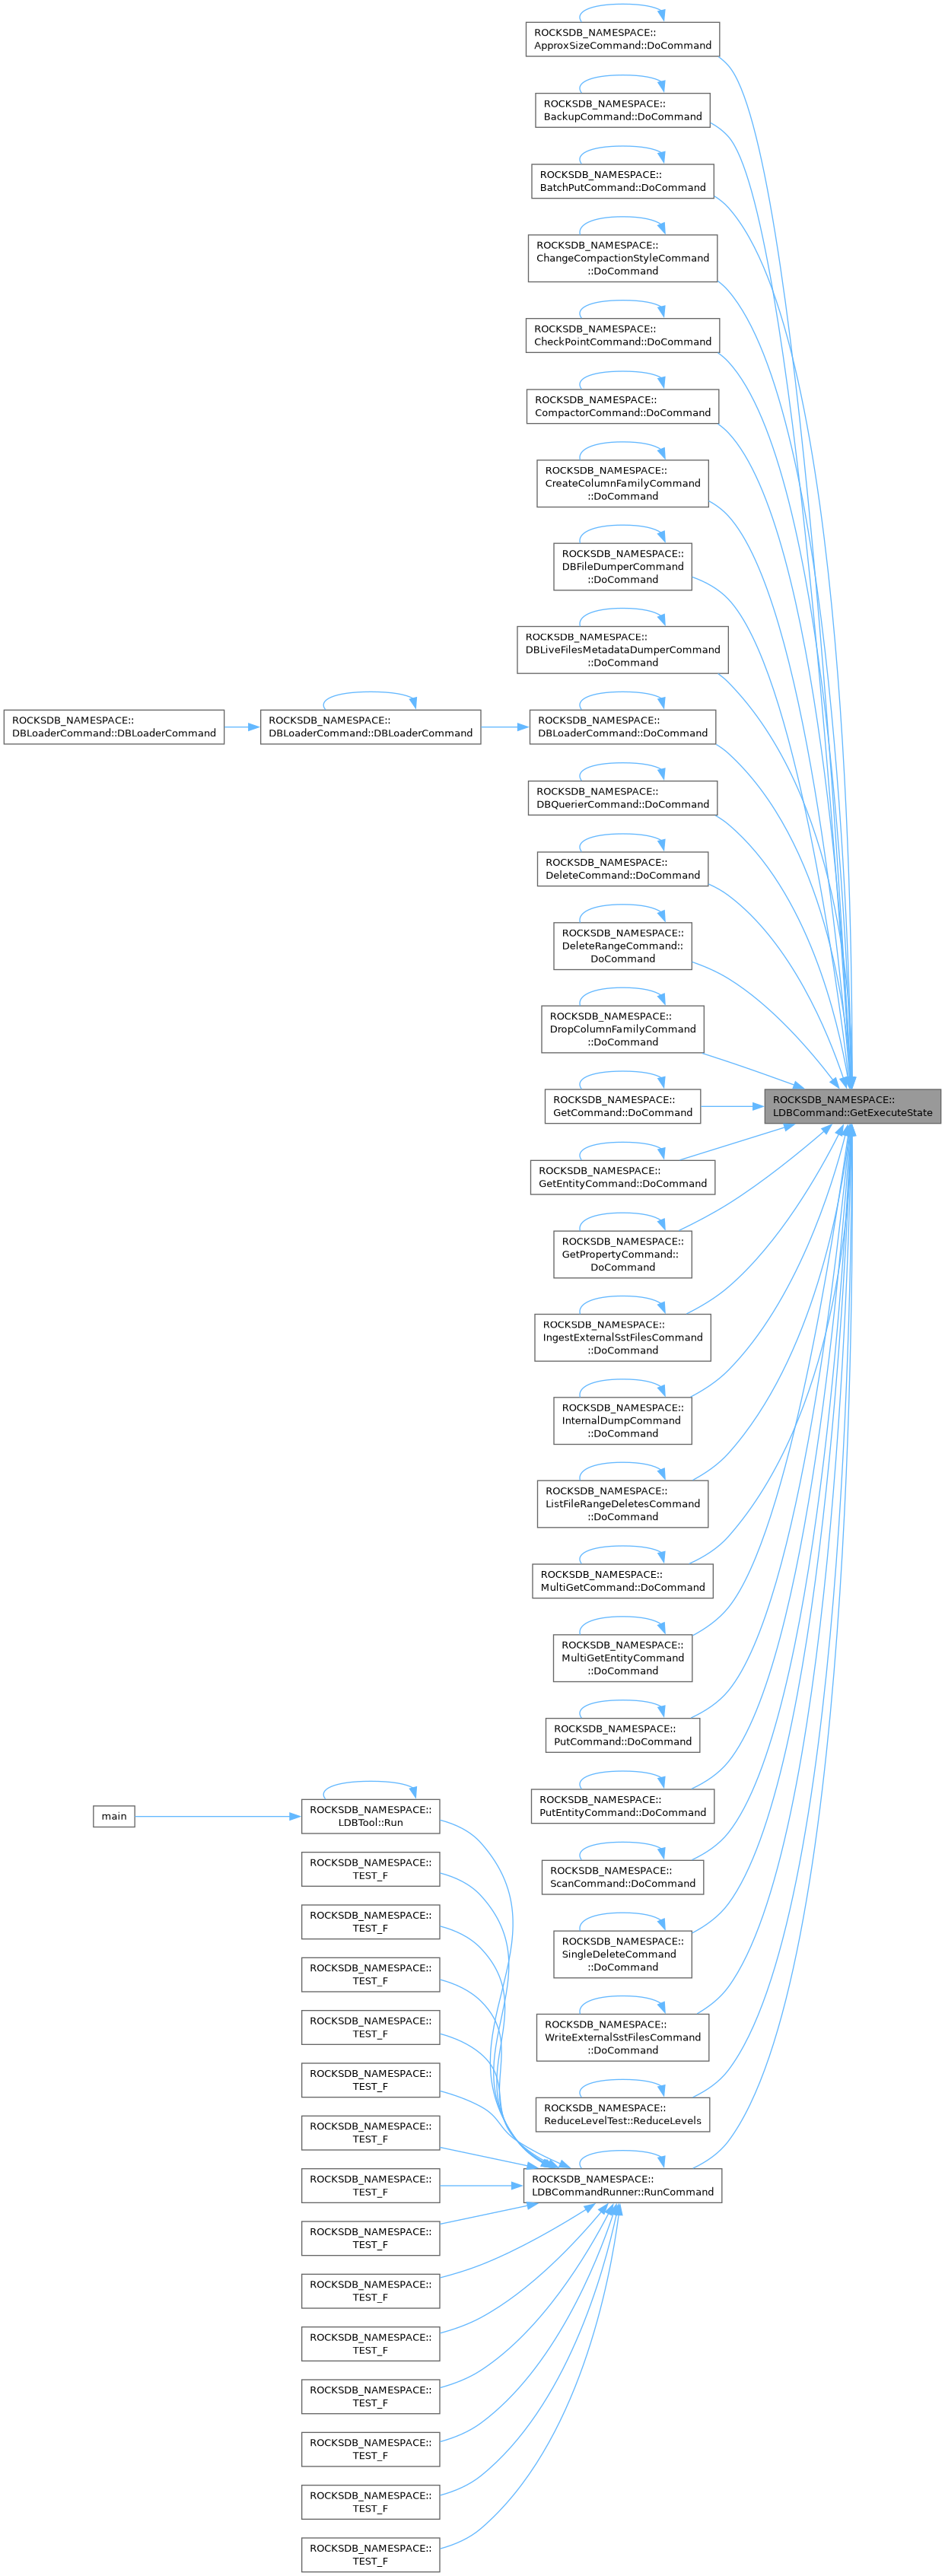 ROCKSDB_NAMESPACE::
ApproxSizeCommand::DoCommand
ROCKSDB_NAMESPACE::
BackupCommand::DoCommand
ROCKSDB_NAMESPACE::
BatchPutCommand::DoCommand
ROCKSDB_NAMESPACE::
ChangeCompactionStyleCommand
::DoCommand
ROCKSDB_NAMESPACE::
CheckPointCommand::DoCommand
ROCKSDB_NAMESPACE::
CompactorCommand::DoCommand
ROCKSDB_NAMESPACE::
CreateColumnFamilyCommand
::DoCommand
ROCKSDB_NAMESPACE::
DBFileDumperCommand
::DoCommand
ROCKSDB_NAMESPACE::
DBLiveFilesMetadataDumperCommand
::DoCommand
ROCKSDB_NAMESPACE::
DBLoaderCommand::DBLoaderCommand
ROCKSDB_NAMESPACE::
DBLoaderCommand::DBLoaderCommand
ROCKSDB_NAMESPACE::
DBLoaderCommand::DoCommand
ROCKSDB_NAMESPACE::
DBQuerierCommand::DoCommand
ROCKSDB_NAMESPACE::
DeleteCommand::DoCommand
ROCKSDB_NAMESPACE::
DeleteRangeCommand::
DoCommand
ROCKSDB_NAMESPACE::
DropColumnFamilyCommand
::DoCommand
ROCKSDB_NAMESPACE::
GetCommand::DoCommand
ROCKSDB_NAMESPACE::
LDBCommand::GetExecuteState
ROCKSDB_NAMESPACE::
GetEntityCommand::DoCommand
ROCKSDB_NAMESPACE::
GetPropertyCommand::
DoCommand
ROCKSDB_NAMESPACE::
IngestExternalSstFilesCommand
::DoCommand
ROCKSDB_NAMESPACE::
InternalDumpCommand
::DoCommand
ROCKSDB_NAMESPACE::
ListFileRangeDeletesCommand
::DoCommand
ROCKSDB_NAMESPACE::
MultiGetCommand::DoCommand
ROCKSDB_NAMESPACE::
MultiGetEntityCommand
::DoCommand
ROCKSDB_NAMESPACE::
PutCommand::DoCommand
ROCKSDB_NAMESPACE::
PutEntityCommand::DoCommand
main
ROCKSDB_NAMESPACE::
LDBTool::Run
ROCKSDB_NAMESPACE::
TEST_F
ROCKSDB_NAMESPACE::
ScanCommand::DoCommand
ROCKSDB_NAMESPACE::
TEST_F
ROCKSDB_NAMESPACE::
SingleDeleteCommand
::DoCommand
ROCKSDB_NAMESPACE::
TEST_F
ROCKSDB_NAMESPACE::
TEST_F
ROCKSDB_NAMESPACE::
WriteExternalSstFilesCommand
::DoCommand
ROCKSDB_NAMESPACE::
TEST_F
ROCKSDB_NAMESPACE::
ReduceLevelTest::ReduceLevels
ROCKSDB_NAMESPACE::
TEST_F
ROCKSDB_NAMESPACE::
TEST_F
ROCKSDB_NAMESPACE::
LDBCommandRunner::RunCommand
ROCKSDB_NAMESPACE::
TEST_F
ROCKSDB_NAMESPACE::
TEST_F
ROCKSDB_NAMESPACE::
TEST_F
ROCKSDB_NAMESPACE::
TEST_F
ROCKSDB_NAMESPACE::
TEST_F
ROCKSDB_NAMESPACE::
TEST_F
ROCKSDB_NAMESPACE::
TEST_F